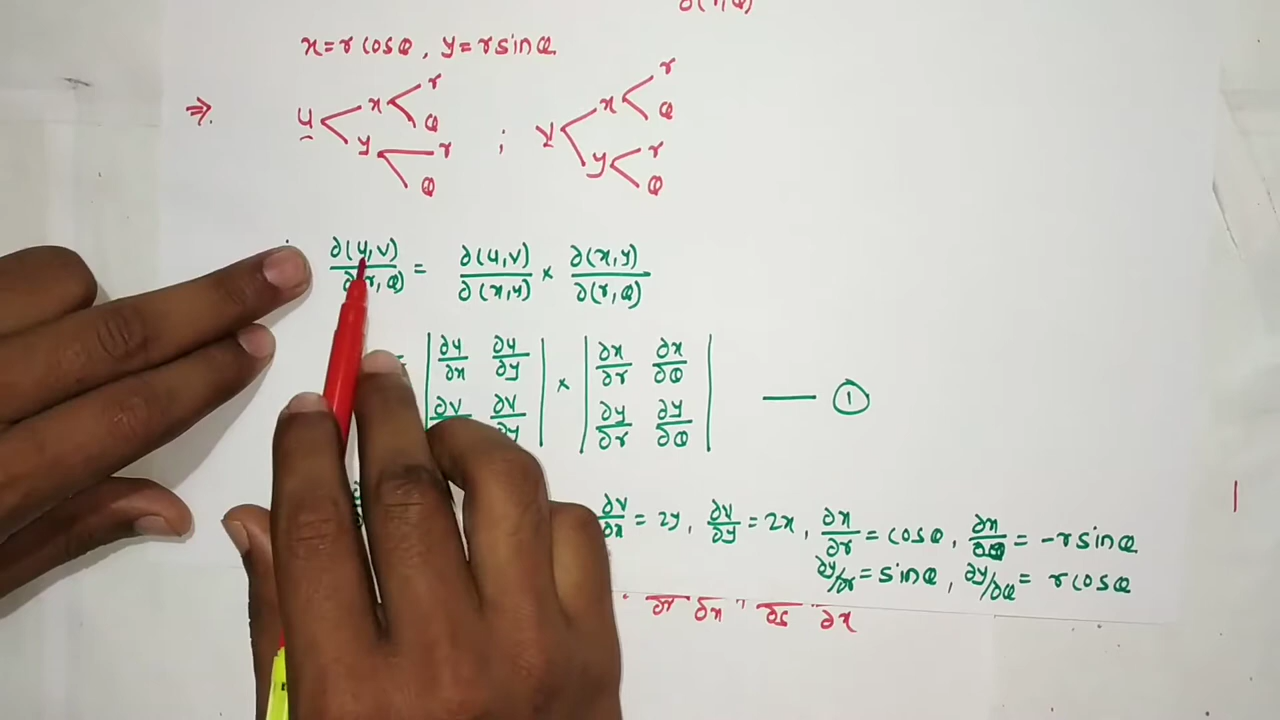 ∂(r,θ)
x=r cosθ, y=r sinθ
⇒ u x r θ y r θ ; v x r θ y r θ
∂(u,v)/∂(r,θ) = ∂(u,v)/∂(x,y) × ∂(x,y)/∂(r,θ)
= |∂u/∂x ∂u/∂y| × |∂x/∂r ∂x/∂θ| — ①
|∂v ∂v/∂y| |∂y/∂r ∂y/∂θ|
∂v/∂x = 2y, ∂v/∂y = 2x, ∂x/∂r = cosθ, ∂x/∂θ = -r sinθ
∂y/∂r = sinθ, ∂y/∂θ = r cosθ
∂r ∂x ∂s ∂x